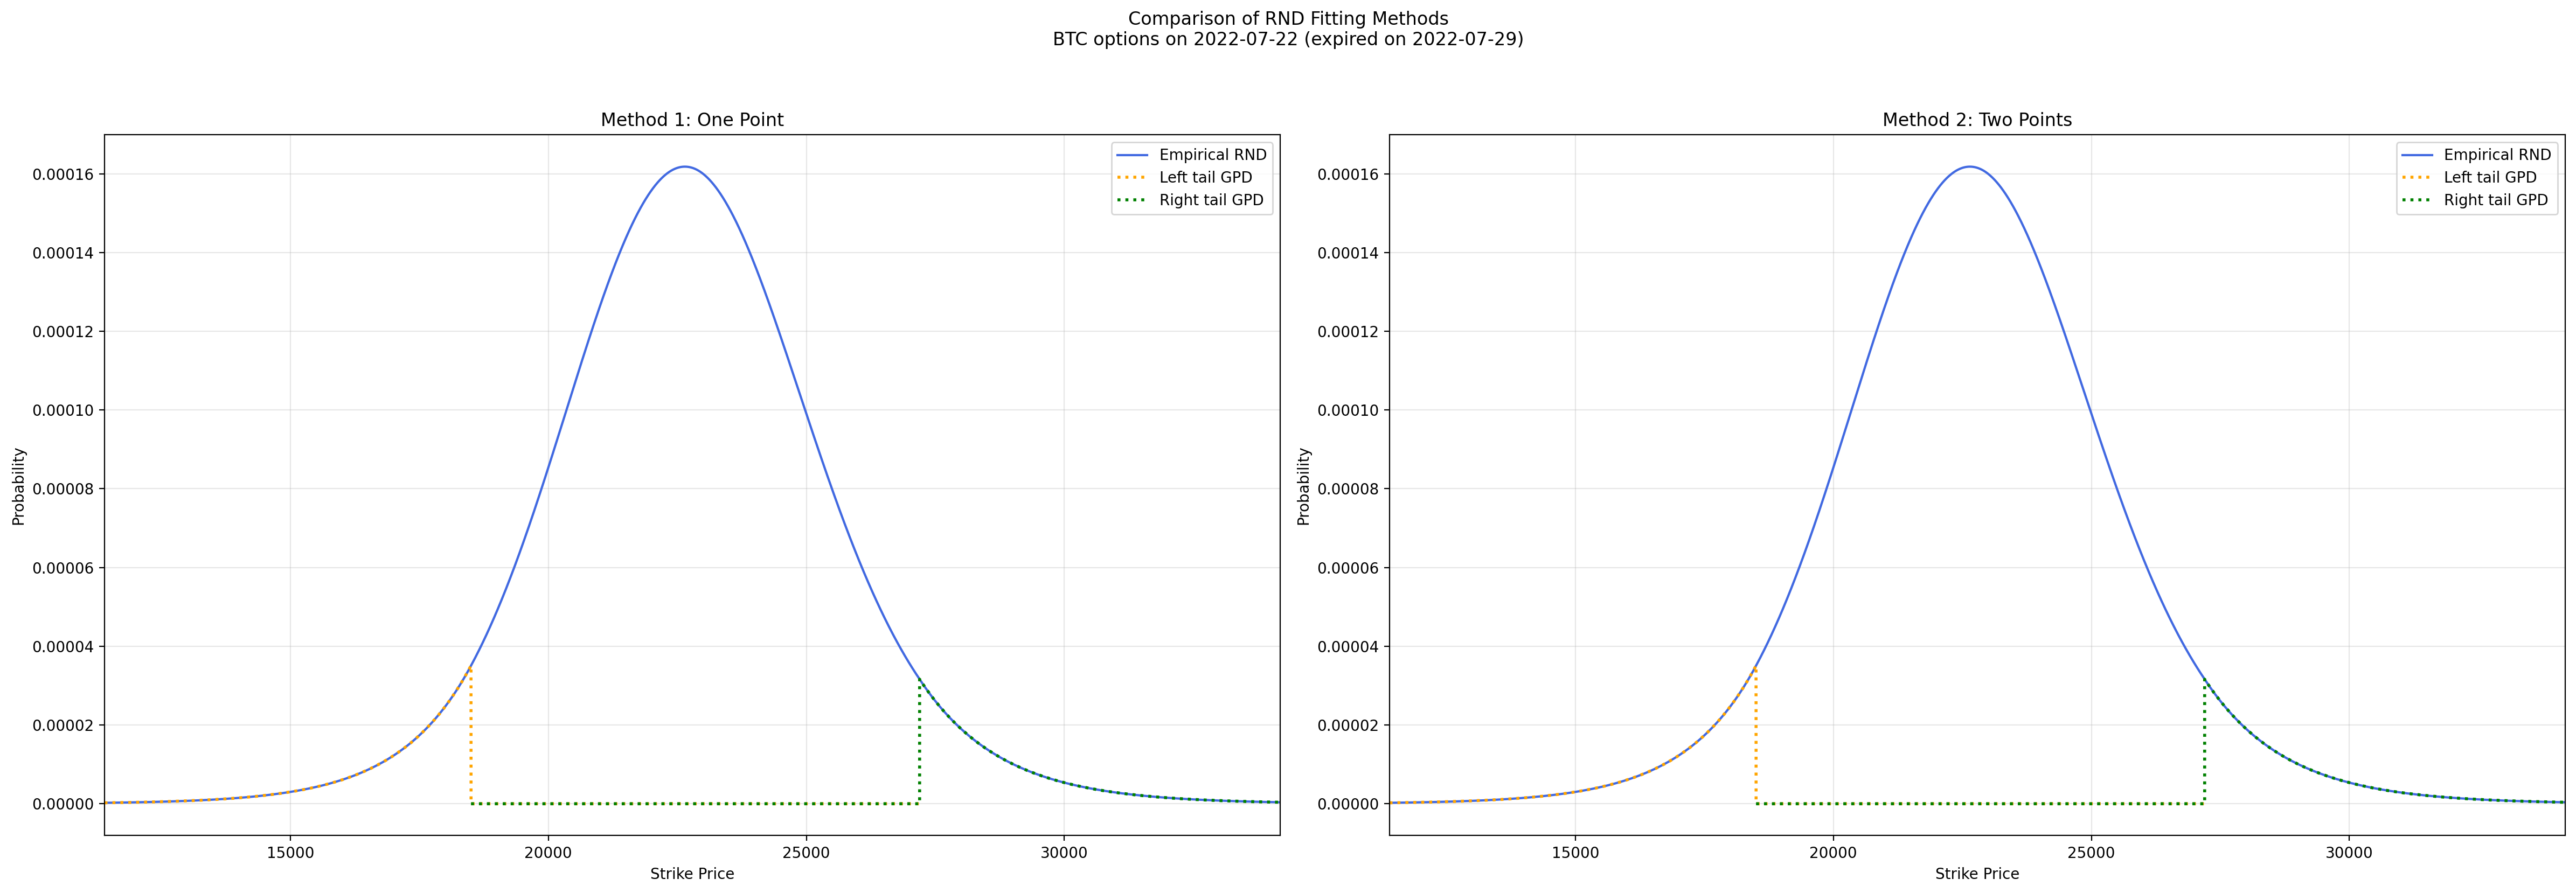 Comparison of RND Fitting Methods
BTC options on 2022-07-22 (expired on 2022-07-29)
Method 1: One Point
Probability
0.00016
0.00014
0.00012
0.00010
0.00008
0.00006
0.00004
0.00002
0.00000
Empirical RND
Left tail GPD
Right tail GPD
15000 20000 25000 30000
Strike Price
Method 2: Two Points
Probability
0.00016
0.00014
0.00012
0.00010
0.00008
0.00006
0.00004
0.00002
0.00000
Empirical RND
Left tail GPD
Right tail GPD
15000 20000 25000 30000
Strike Price